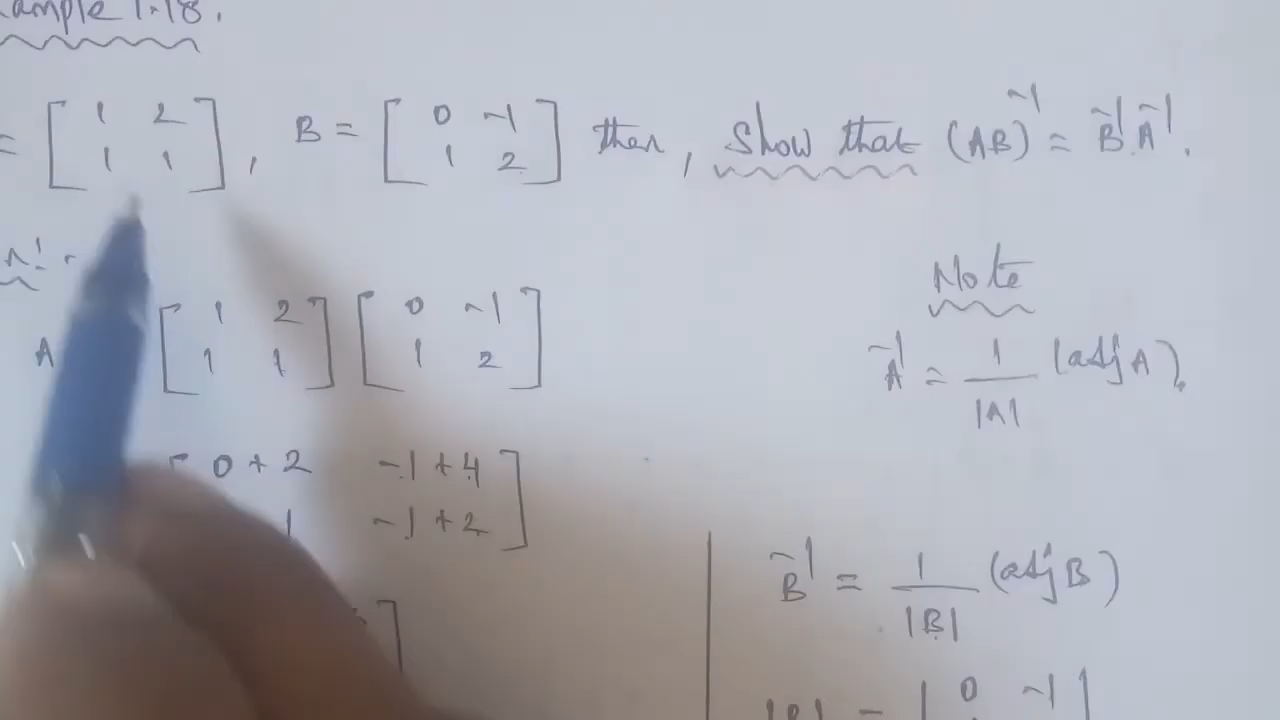 ample 1.18.
= [ 1 2 ; 1 1 ], B = [ 0 -1 ; 1 2 ] then, Show that (AB)⁻¹ = B⁻¹ A⁻¹.
n:-
Note
A [ 1 2 ; 1 1 ] [ 0 -1 ; 1 2 ]
A⁻¹ = 1/|A| (adj A).
[ 0+2 -1+4 ; 1 -1+2 ]
B⁻¹ = 1/|B| (adj B)
|B| = | 0 -1